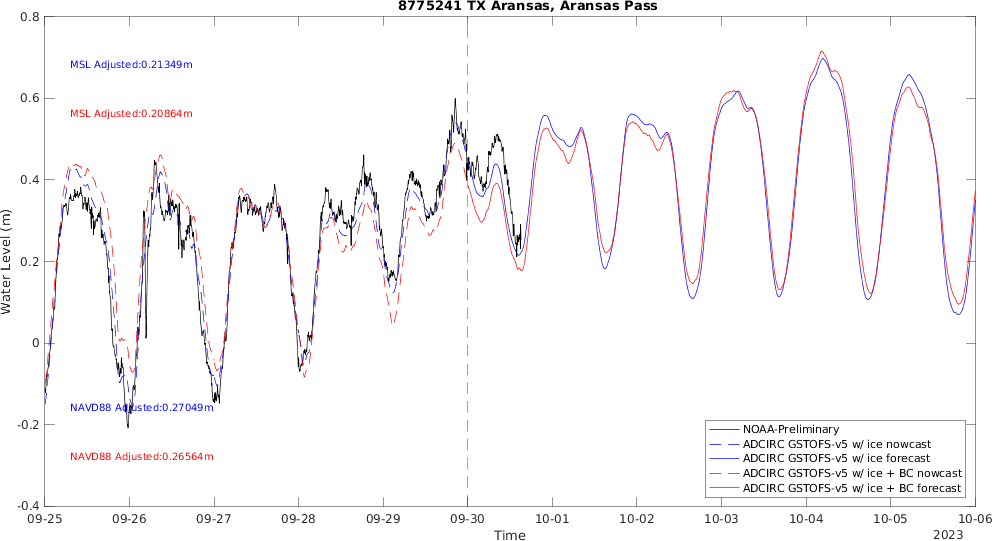 8775241 TX Aransas, Aransas Pass
0.8
MSL Adjusted:0.21349m
0.6
MSL Adjusted:0.20864m
0.4
Water Level (m)
0.2
0
NAVD88 Adjusted:0.27049m
-0.2
NAVD88 Adjusted:0.26564m
-0.4
NOAA-Preliminary
ADCIRC GSTOFS-v5 w/ ice nowcast
ADCIRC GSTOFS-v5 w/ ice forecast
ADCIRC GSTOFS-v5 w/ ice + BC nowcast
ADCIRC GSTOFS-v5 w/ ice + BC forecast
09-25 09-26 09-27 09-28 09-29 09-30 10-01 10-02 10-03 10-04 10-05 10-06
Time
2023